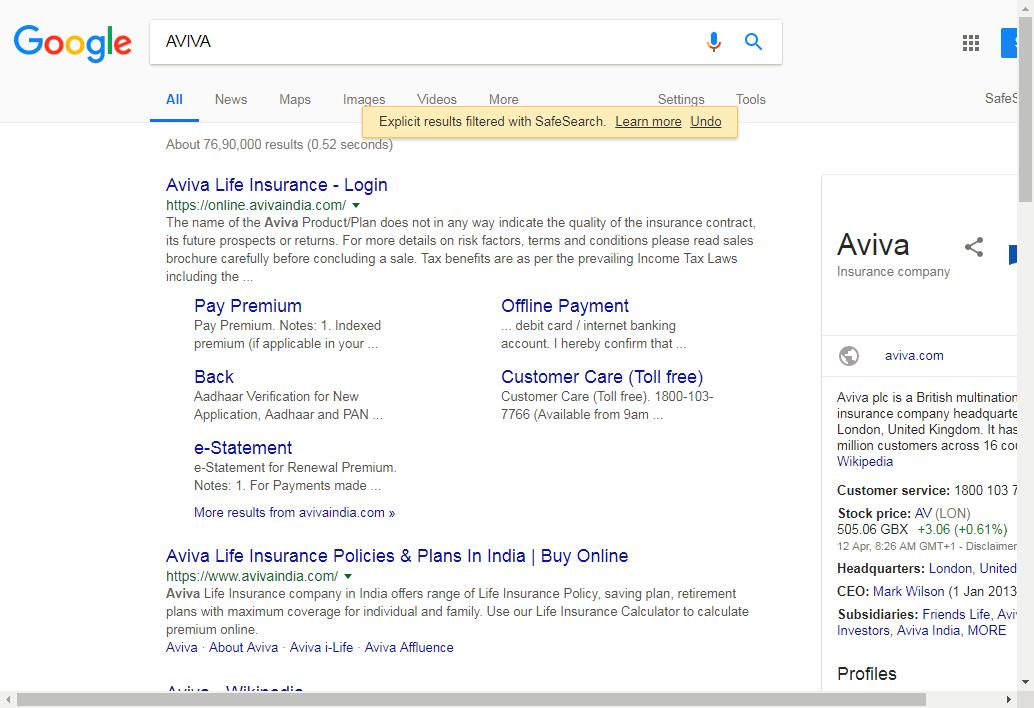 Google
AVIVA
All News Maps Images Videos More Settings Tools SafeS
Explicit results filtered with SafeSearch. Learn more Undo
About 76,90,000 results (0.52 seconds)
Aviva Life Insurance - Login
https://online.avivaindia.com/
The name of the Aviva Product/Plan does not in any way indicate the quality of the insurance contract,
its future prospects or returns. For more details on risk factors, terms and conditions please read sales
brochure carefully before concluding a sale. Tax benefits are as per the prevailing Income Tax Laws
including the ...
Pay Premium
Pay Premium. Notes: 1. Indexed
premium (if applicable in your ...
Offline Payment
... debit card / internet banking
account. I hereby confirm that ...
Back
Aadhaar Verification for New
Application, Aadhaar and PAN ...
Customer Care (Toll free)
Customer Care (Toll free). 1800-103-
7766 (Available from 9am ...
e-Statement
e-Statement for Renewal Premium.
Notes: 1. For Payments made ...
More results from avivaindia.com »
Aviva Life Insurance Policies & Plans In India | Buy Online
https://www.avivaindia.com/
Aviva Life Insurance company in India offers range of Life Insurance Policy, saving plan, retirement
plans with maximum coverage for individual and family. Use our Life Insurance Calculator to calculate
premium online.
Aviva · About Aviva · Aviva i-Life · Aviva Affluence
Aviva - Wikipedia
Aviva
Insurance company
aviva.com
Aviva plc is a British multination
insurance company headquarte
London, United Kingdom. It has
million customers across 16 cou
Wikipedia
Customer service: 1800 103 7
Stock price: AV (LON)
505.06 GBX +3.06 (+0.61%)
12 Apr, 8:26 AM GMT+1 - Disclaimer
Headquarters: London, United
CEO: Mark Wilson (1 Jan 2013
Subsidiaries: Friends Life, Avi
Investors, Aviva India, MORE
Profiles